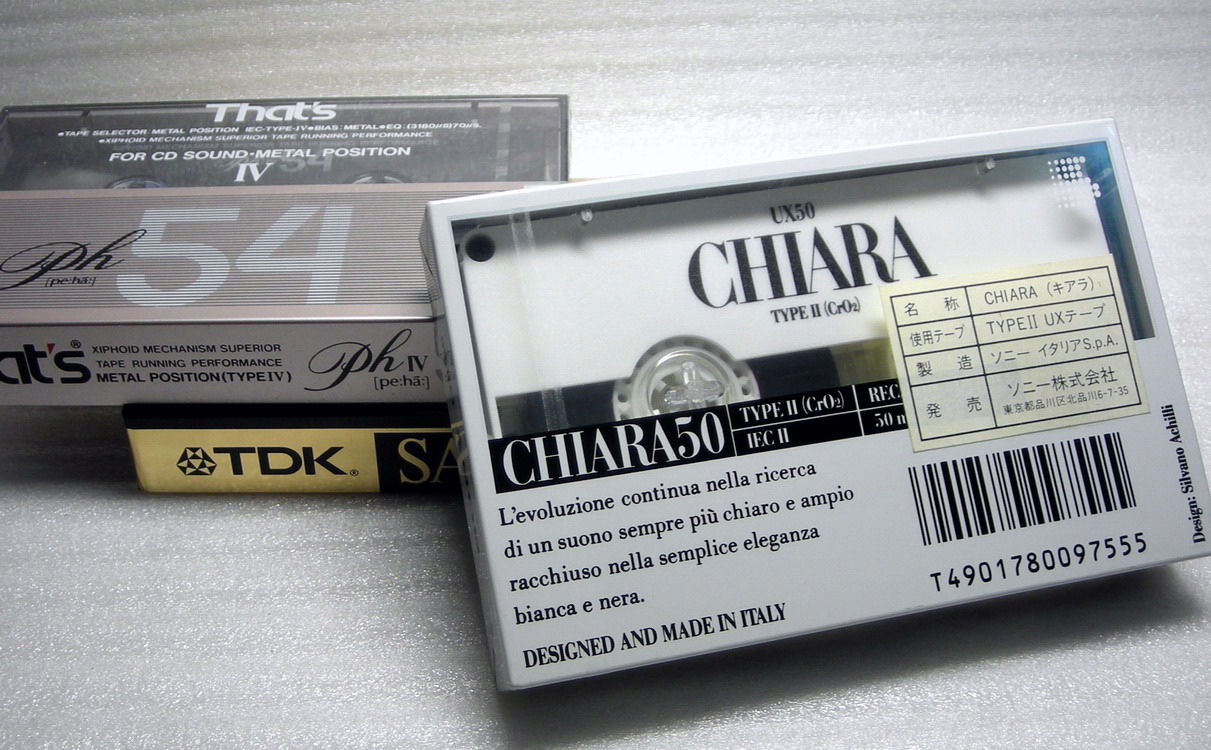 That's
●TAPE SELECTOR:METAL POSITION IEC-TYPE-IV●BIAS:METAL●EQ:(3180μs)70μs.
●XIPHOID MECHANISM SUPERIOR TAPE RUNNING PERFORMANCE
FOR CD SOUND·METAL POSITION
IV
Ph 54
[pe:hā:]
at's®
XIPHOID MECHANISM SUPERIOR
TAPE RUNNING PERFORMANCE
METAL POSITION(TYPE IV)
Ph IV
[pe:hā:]
TDK® SA
UX50
CHIARA
TYPE II (CrO₂)
CHIARA50
TYPE II (CrO₂)
IEC II
REC
50
名称 CHIARA (キアラ)
使用テープ TYPEII UXテープ
製造 ソニー イタリアS.p.A.
発売 ソニー株式会社
東京都品川区北品川6-7-35
L'evoluzione continua nella ricerca
di un suono sempre più chiaro e ampio
racchiuso nella semplice eleganza
bianca e nera.
DESIGNED AND MADE IN ITALY
T4901780097555
Design: Silvano Achilli